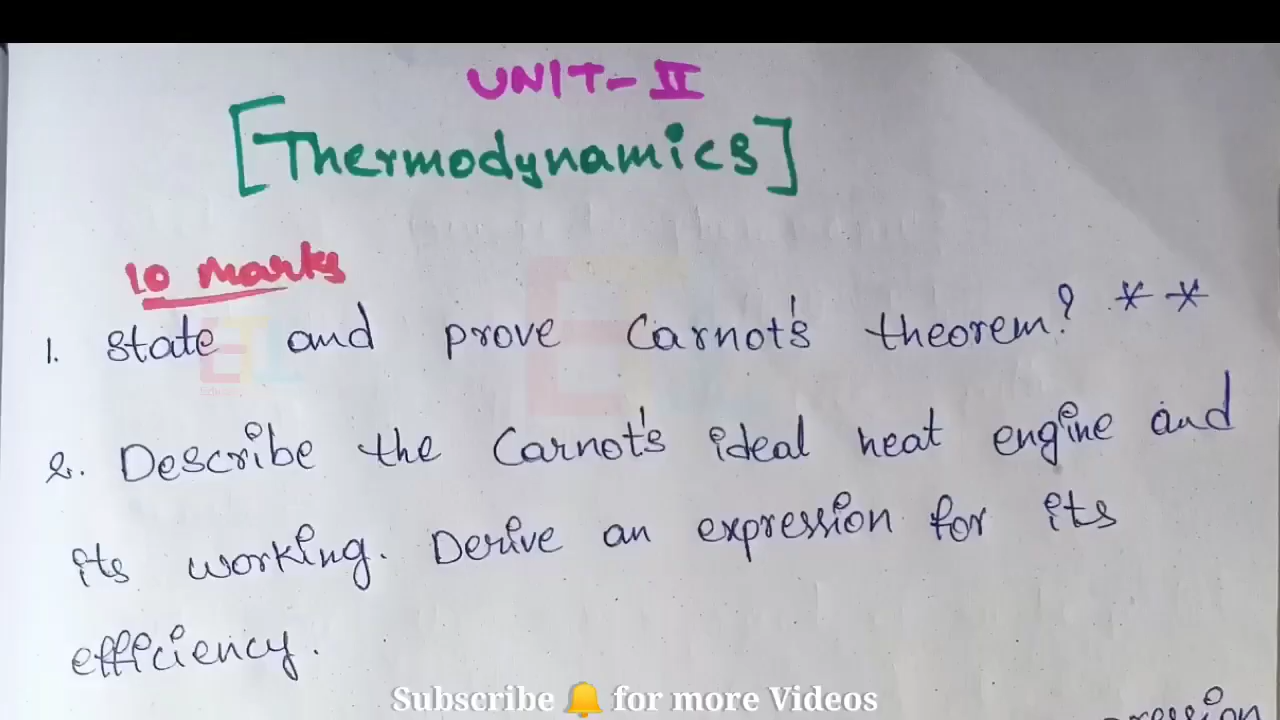 UNIT-II
[Thermodynamics]
10 marks
1. State and prove Carnot's theorem? **
2. Describe the Carnot's ideal heat engine and
its working. Derive an expression for its
efficiency.
Subscribe 🔔 for more Videos